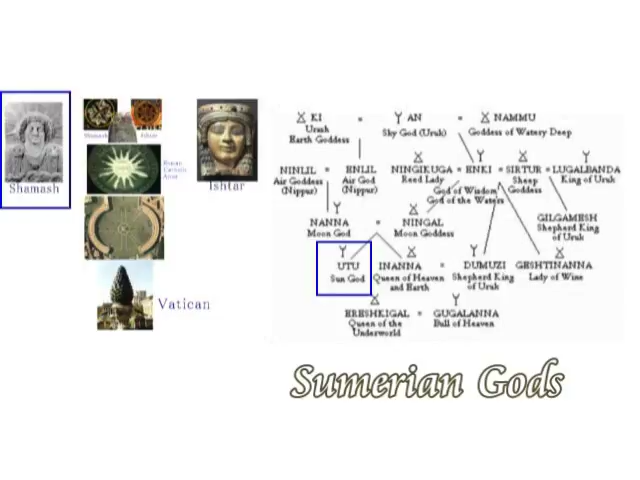 Shamash
Shamash
Ishtar
Vatican
Ishtar
KI
Urash
Earth Goddess
=
AN
Sky God (Uruk)
=
NAMMU
Goddess of Watery Deep
NINLIL
Air Goddess
(Nippur)
=
ENLIL
Air God
(Nippur)
NINGIKUGA
Reed Lady
=
ENKI
God of Wisdom
God of the Waters
=
SIRTUR
Sheep
Goddess
=
LUGALBANDA
King of Uruk
NANNA
Moon God
=
NINGAL
Moon Goddess
GILGAMESH
Shepherd King
of Uruk
UTU
Sun God
INANNA
Queen of Heaven
and Earth
=
DUMUZI
Shepherd King
of Uruk
GESHTINANNA
Lady of Wine
ERESHKIGAL
Queen of the
Underworld
=
GUGALANNA
Bull of Heaven
Sumerian Gods